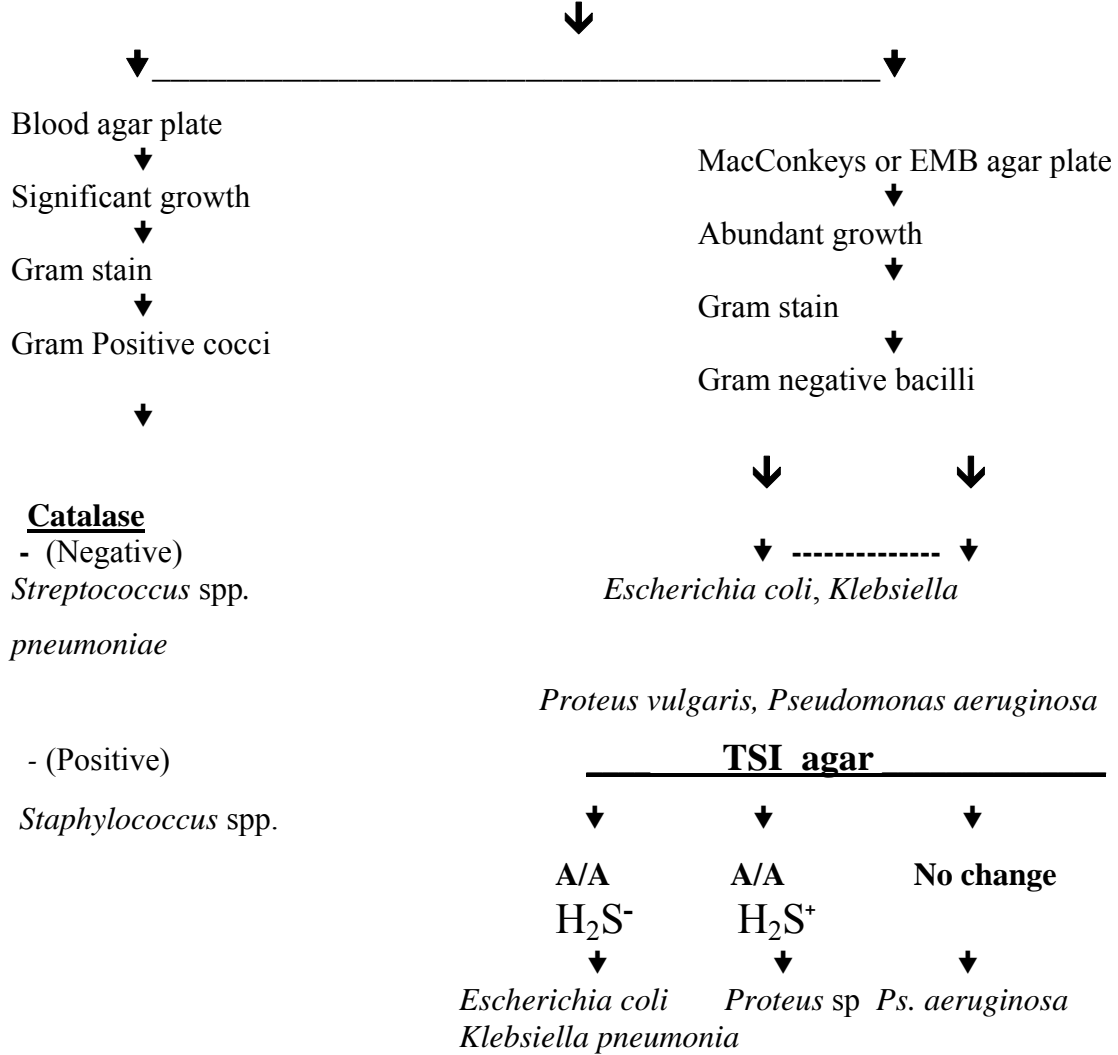 Blood agar plate
MacConkeys or EMB agar plate
Significant growth
Abundant growth
Gram stain
Gram stain
Gram Positive cocci
Gram negative bacilli
Catalase
- (Negative)
Streptococcus spp.
Escherichia coli, Klebsiella
pneumoniae
Proteus vulgaris, Pseudomonas aeruginosa
- (Positive)
TSI agar
Staphylococcus spp.
A/A A/A No change
H₂S⁻ H₂S⁺
Escherichia coli Proteus sp Ps. aeruginosa
Klebsiella pneumonia